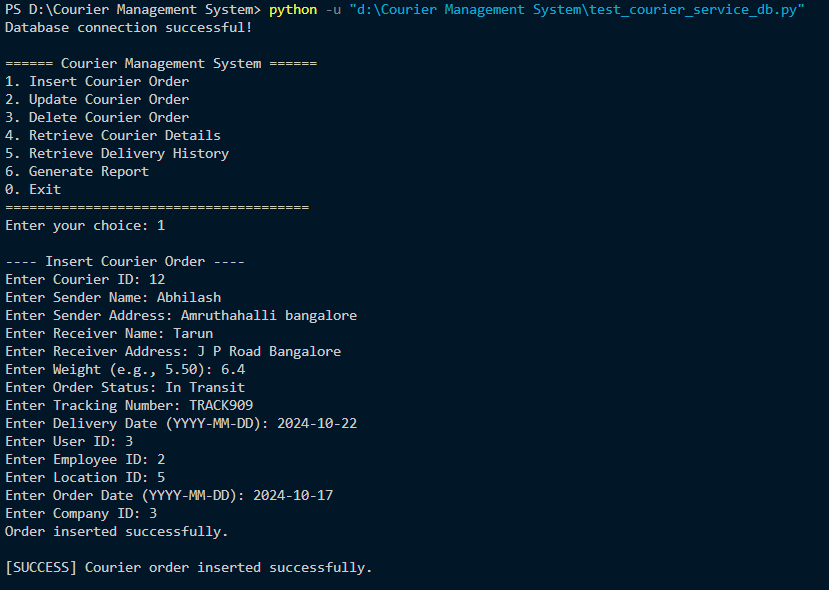 PS D:\Courier Management System> python -u "d:\Courier Management System\test_courier_service_db.py"
Database connection successful!
====== Courier Management System ======
1. Insert Courier Order
2. Update Courier Order
3. Delete Courier Order
4. Retrieve Courier Details
5. Retrieve Delivery History
6. Generate Report
0. Exit
======================================
Enter your choice: 1
---- Insert Courier Order ----
Enter Courier ID: 12
Enter Sender Name: Abhilash
Enter Sender Address: Amruthahalli bangalore
Enter Receiver Name: Tarun
Enter Receiver Address: J P Road Bangalore
Enter Weight (e.g., 5.50): 6.4
Enter Order Status: In Transit
Enter Tracking Number: TRACK909
Enter Delivery Date (YYYY-MM-DD): 2024-10-22
Enter User ID: 3
Enter Employee ID: 2
Enter Location ID: 5
Enter Order Date (YYYY-MM-DD): 2024-10-17
Enter Company ID: 3
Order inserted successfully.
[SUCCESS] Courier order inserted successfully.